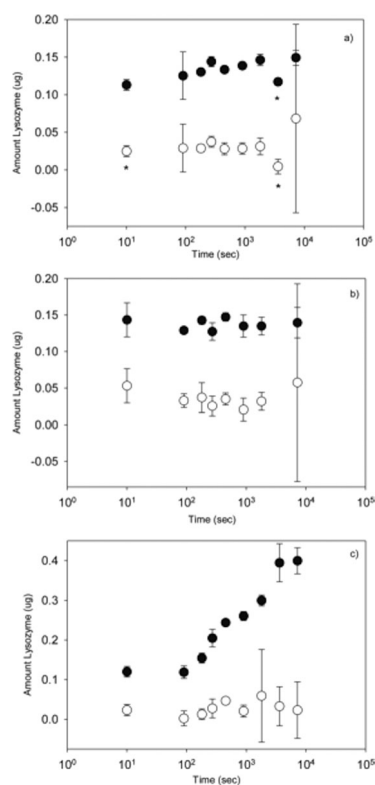 a)
0.20
0.15
0.10
0.05
0.00
-0.05
Amount Lysozyme (ug)
*
*
*
10⁰ 10¹ 10² 10³ 10⁴ 10⁵
Time (sec)
b)
0.20
0.15
0.10
0.05
0.00
-0.05
Amount Lysozyme (ug)
10⁰ 10¹ 10² 10³ 10⁴ 10⁵
Time (sec)
c)
0.4
0.3
0.2
0.1
0.0
Amount Lysozyme (ug)
10⁰ 10¹ 10² 10³ 10⁴ 10⁵
Time (sec)